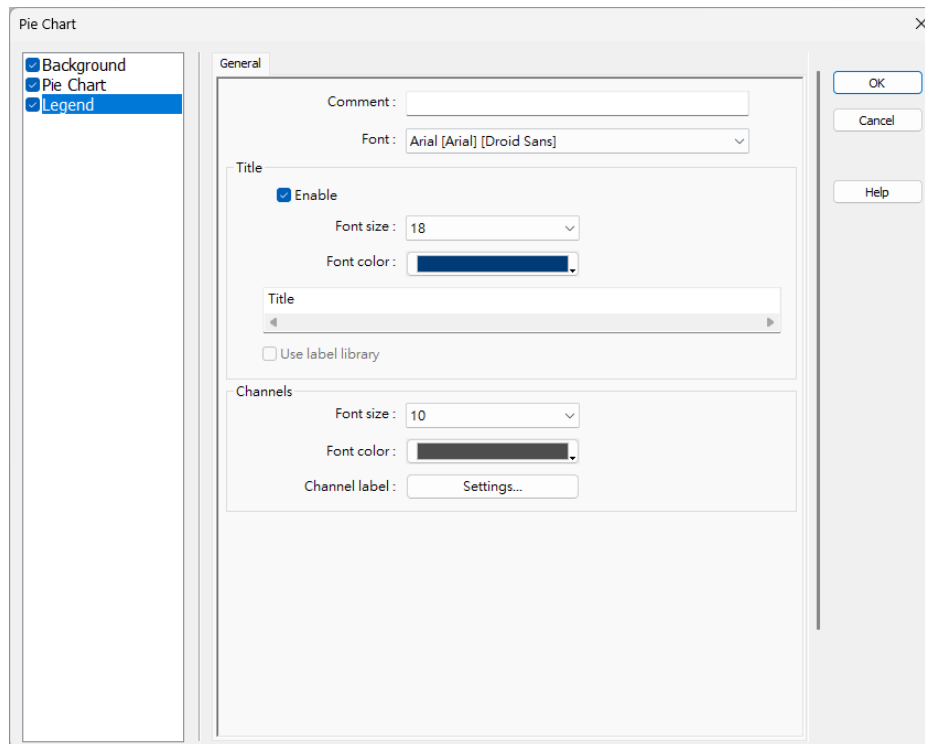 Pie Chart
Background
Pie Chart
Legend
General
Comment :
Font : Arial [Arial] [Droid Sans]
Title
Enable
Font size : 18
Font color :
Title
Use label library
Channels
Font size : 10
Font color :
Channel label : Settings...
OK
Cancel
Help